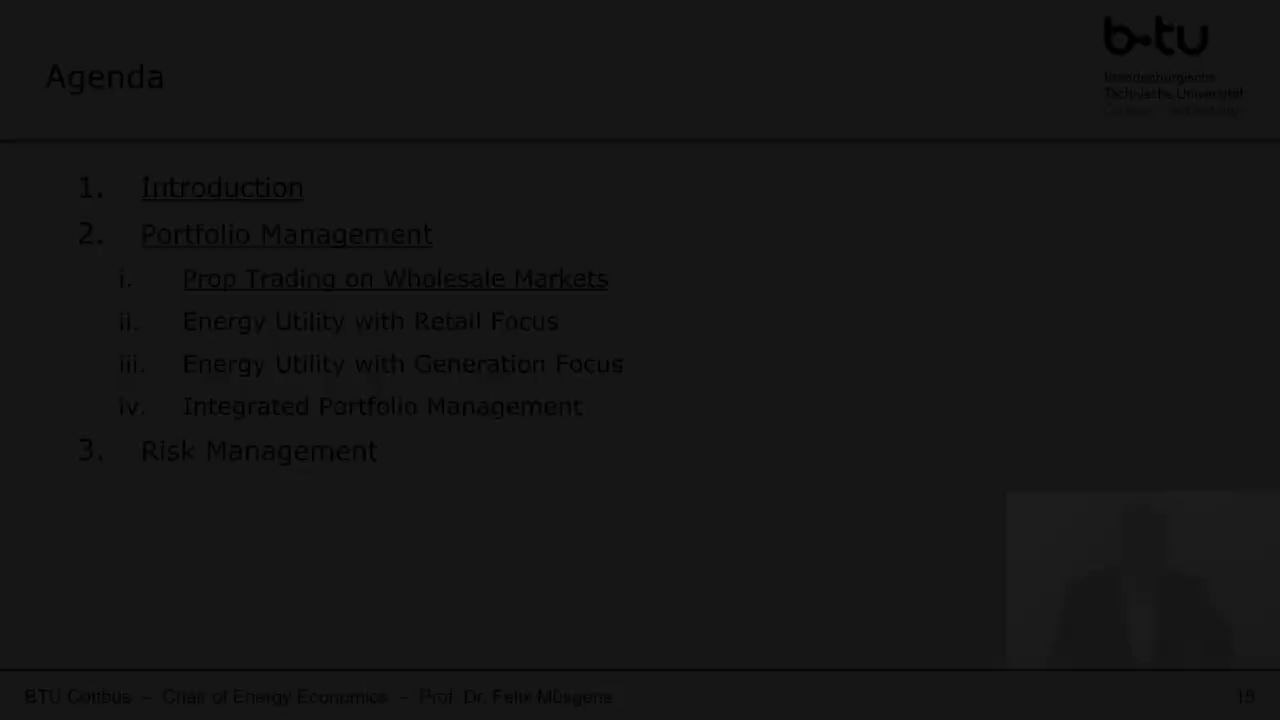 Agenda
b-tu
Brandenburgische
Technische Universität
1. Introduction
2. Portfolio Management
i. Prop Trading on Wholesale Markets
ii. Energy Utility with Retail Focus
iii. Energy Utility with Generation Focus
iv. Integrated Portfolio Management
3. Risk Management
BTU Cottbus – Chair of Energy Economics – Prof. Dr. Felix Müsgens